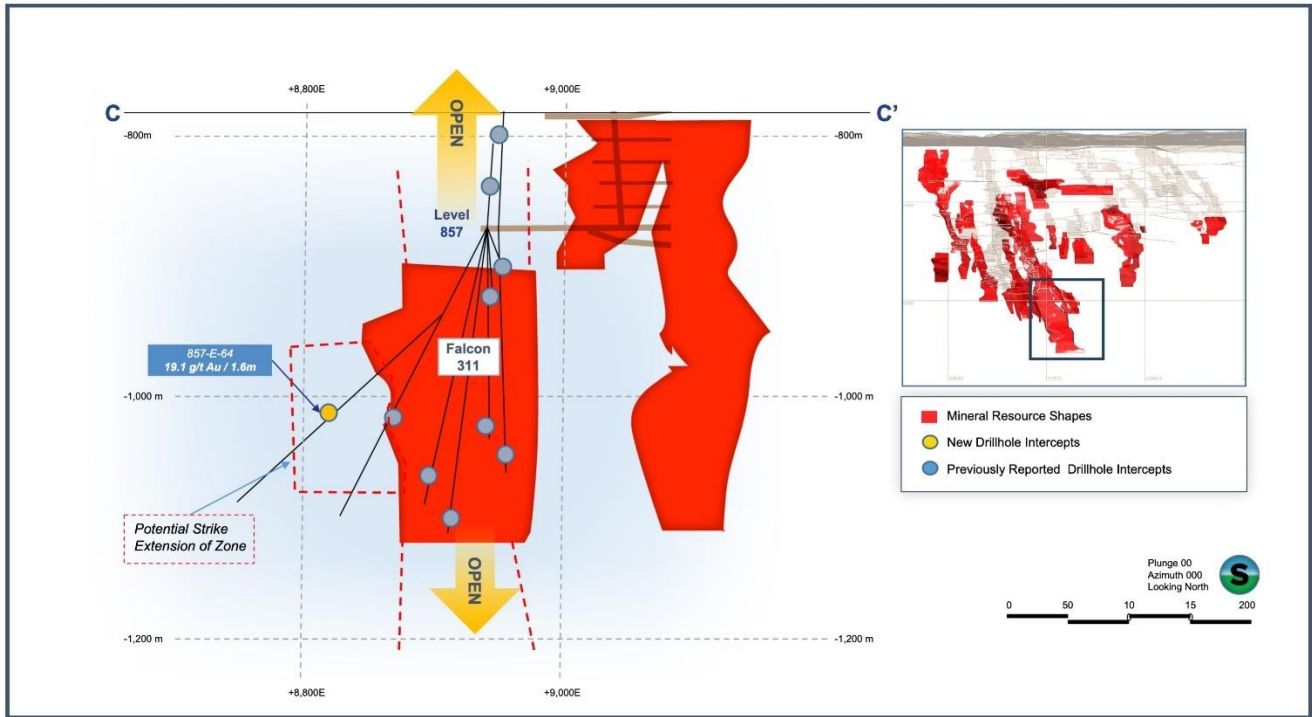 +8,800E
+9,000E
C
C'
OPEN
-800m
-800m
Level
857
857-E-64
19.1 g/t Au / 1.6m
Falcon
311
-1,000 m
-1,000 m
Mineral Resource Shapes
New Drillhole Intercepts
Previously Reported Drillhole Intercepts
Potential Strike
Extension of Zone
OPEN
Plunge 00
Azimuth 000
Looking North
S
0 50 10 15 200
0 0
-1,200 m
-1,200 m
+8,800E
+9,000E